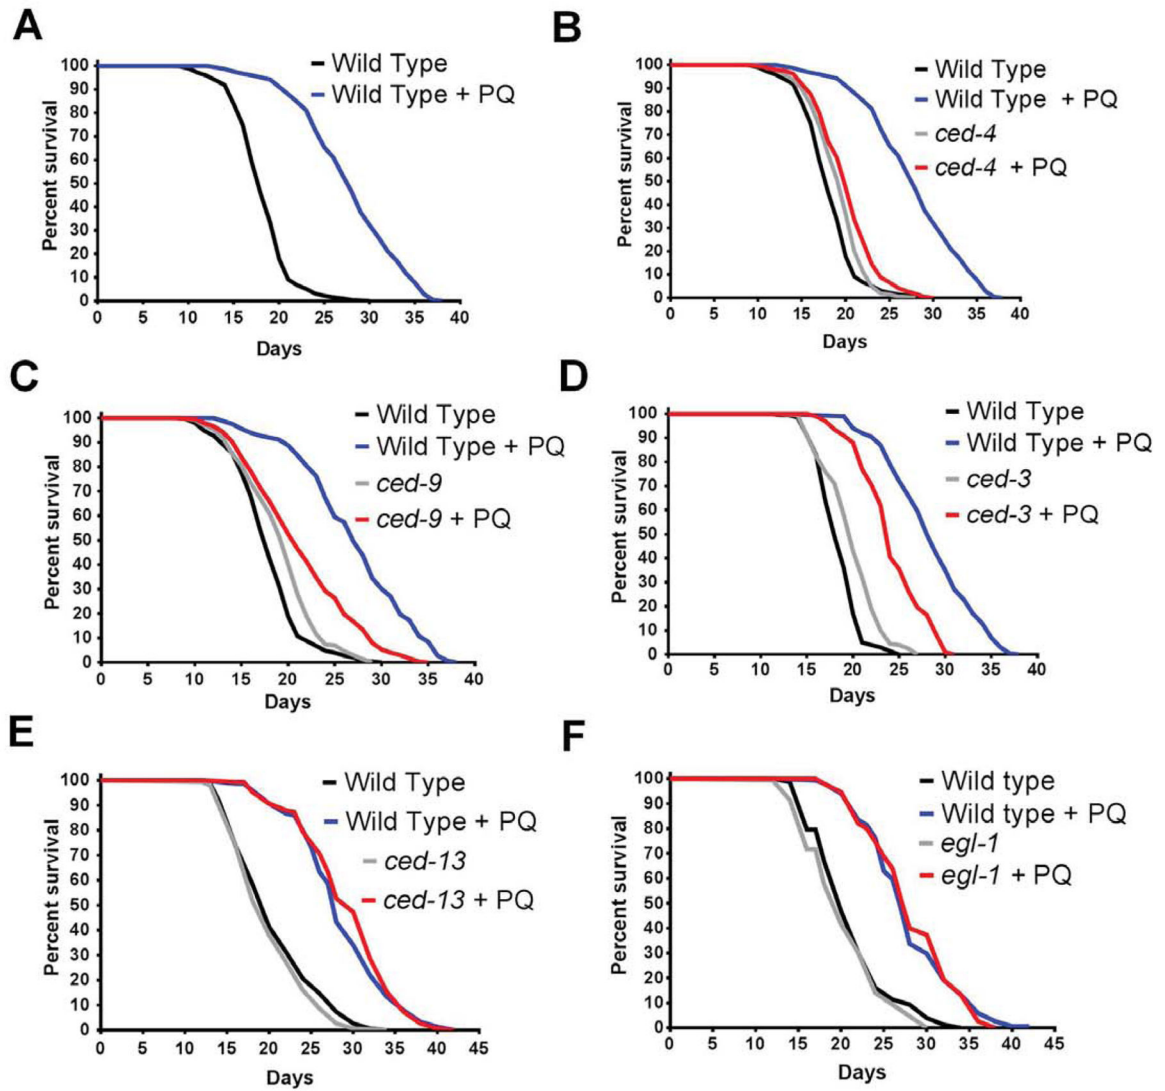 A
Wild Type
Wild Type + PQ
Percent survival
100
90
80
70
60
50
40
30
20
10
0
0 5 10 15 20 25 30 35 40
Days
B
Wild Type
Wild Type + PQ
ced-4
ced-4 + PQ
Percent survival
100
90
80
70
60
50
40
30
20
10
0
0 5 10 15 20 25 30 35 40
Days
C
Wild Type
Wild Type + PQ
ced-9
ced-9 + PQ
Percent survival
100
90
80
70
60
50
40
30
20
10
0
0 5 10 15 20 25 30 35 40
Days
D
Wild Type
Wild Type + PQ
ced-3
ced-3 + PQ
Percent survival
100
90
80
70
60
50
40
30
20
10
0
0 5 10 15 20 25 30 35 40
Days
E
Wild Type
Wild Type + PQ
ced-13
ced-13 + PQ
Percent survival
100
90
80
70
60
50
40
30
20
10
0
0 5 10 15 20 25 30 35 40 45
Days
F
Wild type
Wild type + PQ
egl-1
egl-1 + PQ
Percent survival
100
90
80
70
60
50
40
30
20
10
0
0 5 10 15 20 25 30 35 40 45
Days